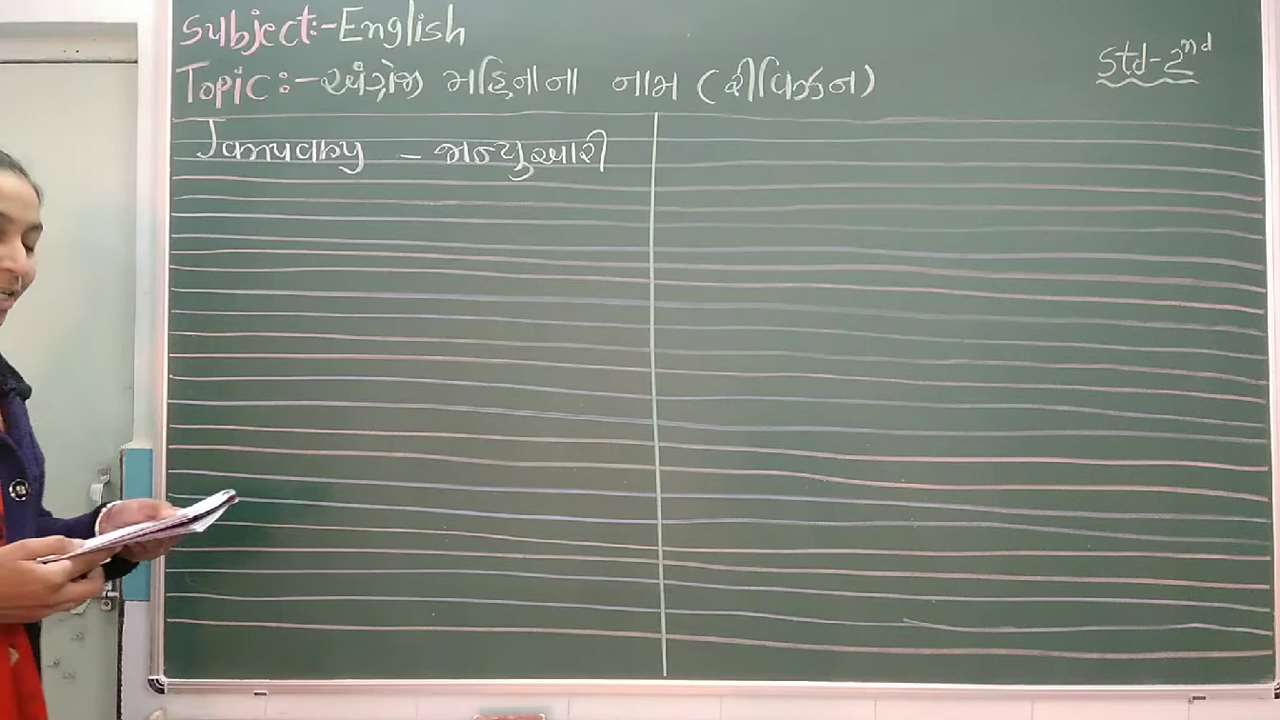 Subject:-English
Topic:-અંગ્રેજી મહિનાના નામ (રીવિઝન)
Std-2nd
January - જાન્યુઆરી